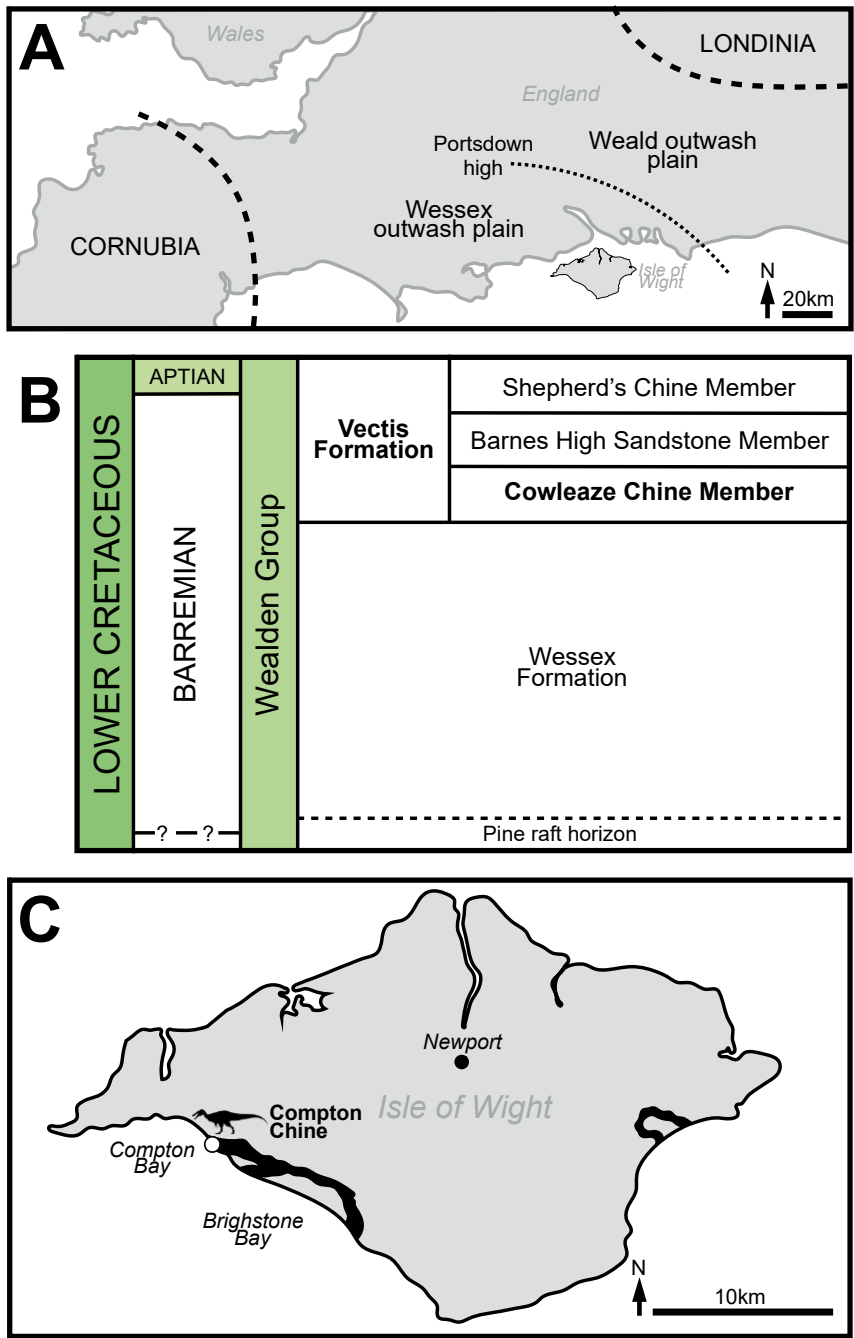 A
Wales
LONDINIA
England
Portsdown
high
Weald outwash
plain
Wessex
outwash plain
CORNUBIA
Isle of
Wight
N
20km
B
LOWER CRETACEOUS
APTIAN
BARREMIAN
? ?
Wealden Group
Vectis
Formation
Shepherd's Chine Member
Barnes High Sandstone Member
Cowleaze Chine Member
Wessex
Formation
Pine raft horizon
C
Newport
Isle of Wight
Compton
Chine
Compton
Bay
Brighstone
Bay
N
10km